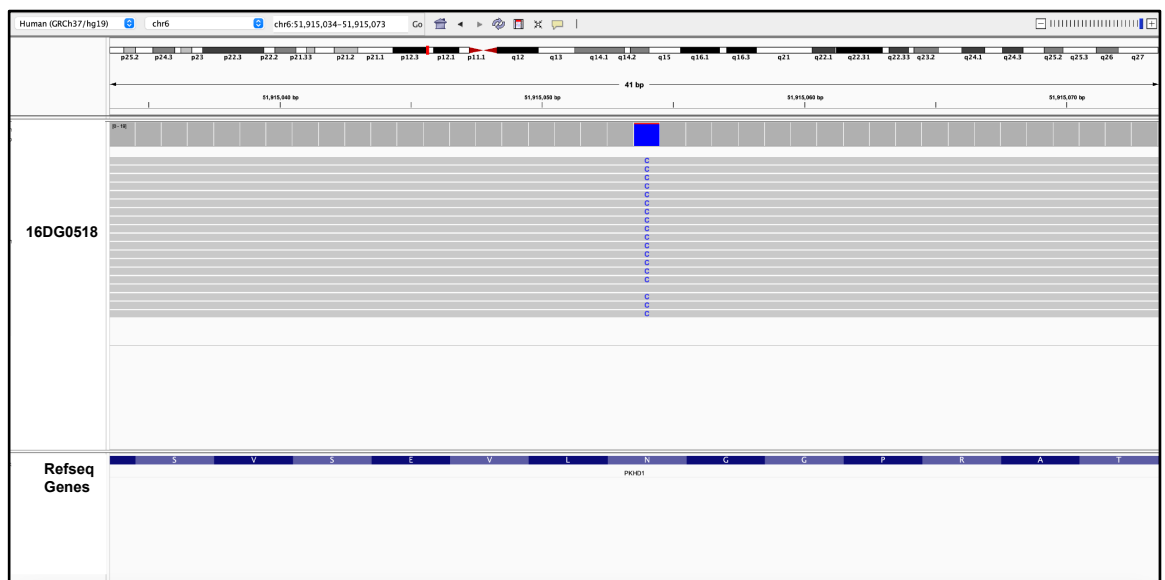 Human (GRCh37/hg19) chr6 chr6:51,915,034-51,915,073 Go
p25.2 p24.3 p23 p22.3 p22.2 p21.33 p21.2 p21.1 p12.3 p12.1 p11.1 q12 q13 q14.1 q14.2 q15 q16.1 q16.3 q21 q22.1 q22.31 q22.33 q23.2 q24.1 q24.3 q25.2 q25.3 q26 q27
41 bp
51,915,040 bp 51,915,050 bp 51,915,060 bp 51,915,070 bp
[0-19]
C
C
C
C
C
C
C
C
C
16DG0518
C
C
C
C
C
C
C
C
C
Refseq Genes
S V S E V L N G G P R A T
PKHD1